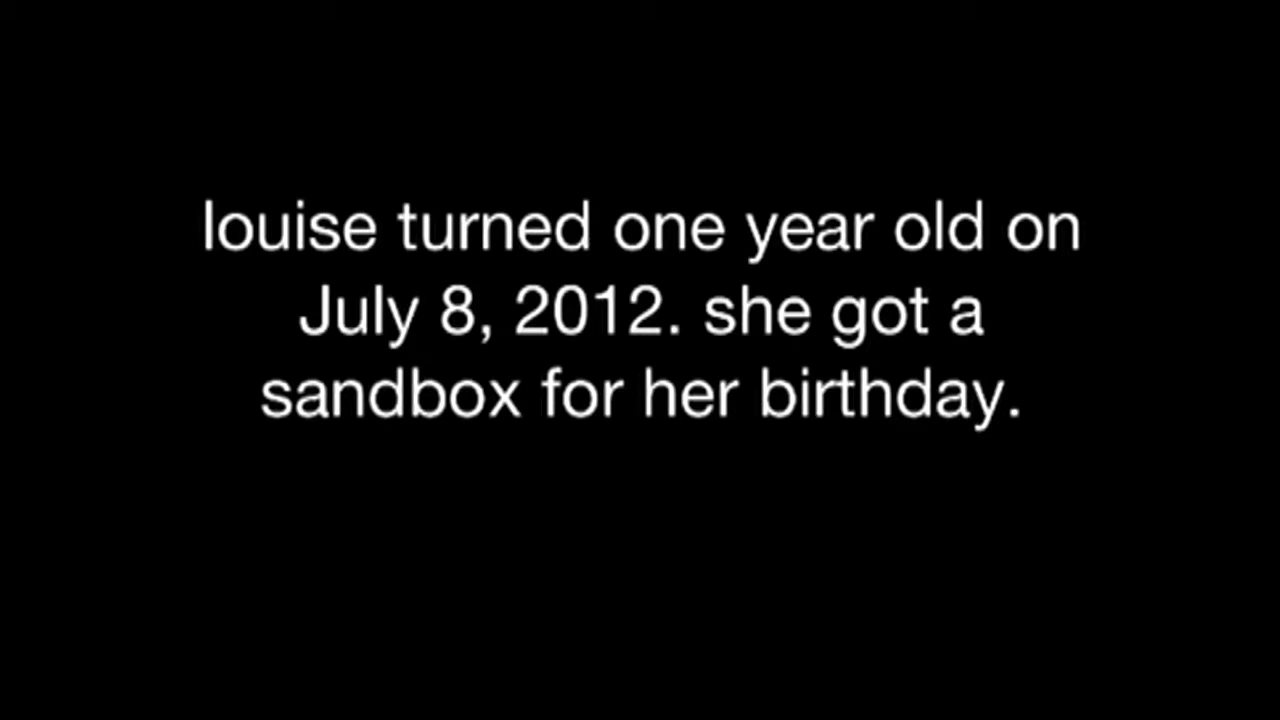 louise turned one year old on
July 8, 2012. she got a
sandbox for her birthday.